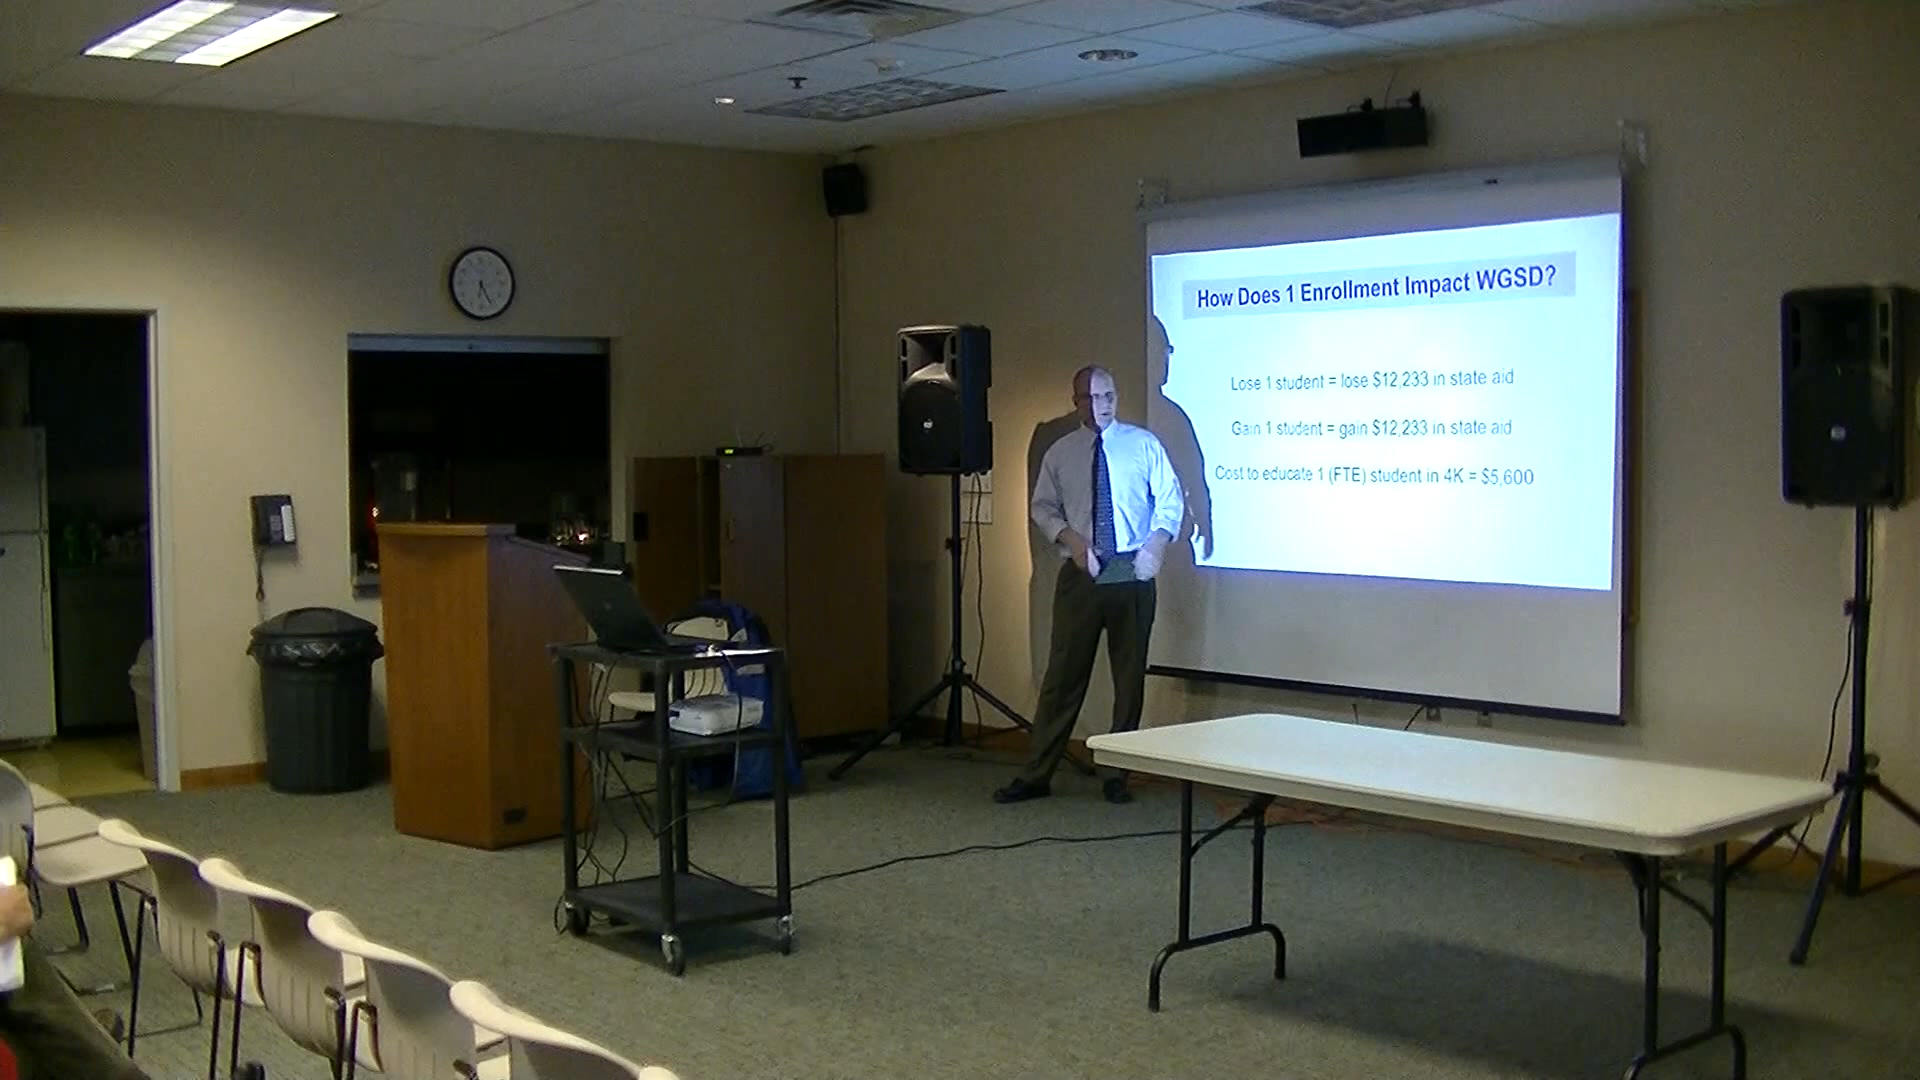 How Does 1 Enrollment Impact WGSD?
Lose 1 student = lose $12,233 in state aid
Gain 1 student = gain $12,233 in state aid
Cost to educate 1 (FTE) student in 4K = $5,600